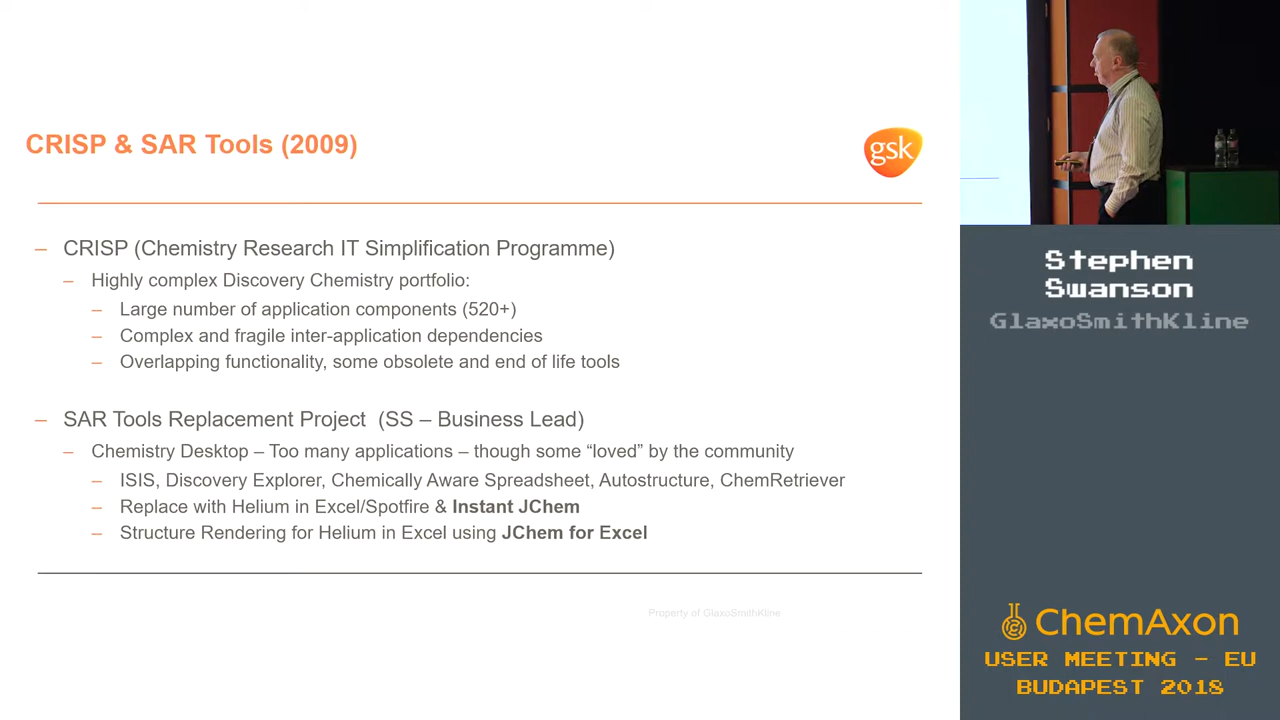 CRISP & SAR Tools (2009)
gsk
– CRISP (Chemistry Research IT Simplification Programme)
– Highly complex Discovery Chemistry portfolio:
– Large number of application components (520+)
– Complex and fragile inter-application dependencies
– Overlapping functionality, some obsolete and end of life tools
– SAR Tools Replacement Project (SS – Business Lead)
– Chemistry Desktop – Too many applications – though some “loved” by the community
– ISIS, Discovery Explorer, Chemically Aware Spreadsheet, Autostructure, ChemRetriever
– Replace with Helium in Excel/Spotfire & Instant JChem
– Structure Rendering for Helium in Excel using JChem for Excel
Property of GlaxoSmithKline
Stephen
Swanson
GlaxoSmithKline
ChemAxon
USER MEETING - EU
BUDAPEST 2018